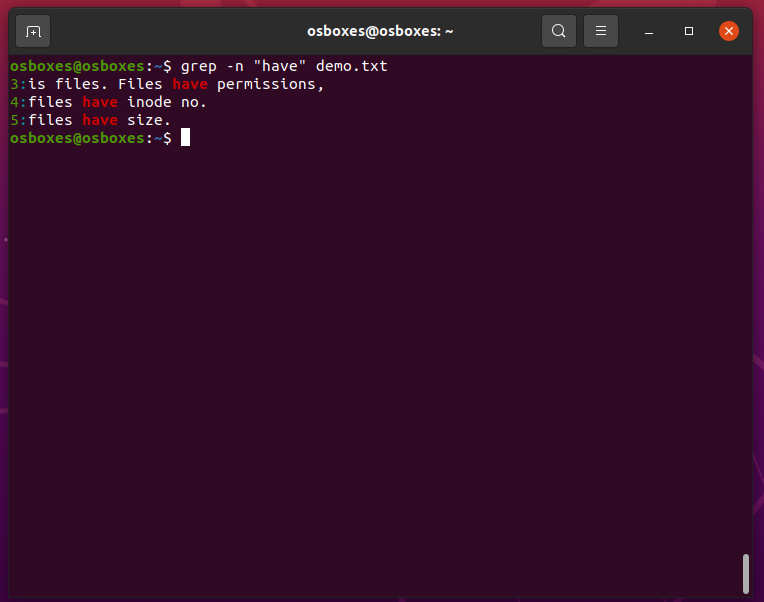 osboxes@osboxes: ~
osboxes@osboxes:~$ grep -n "have" demo.txt
3:is files. Files have permissions,
4:files have inode no.
5:files have size.
osboxes@osboxes:~$